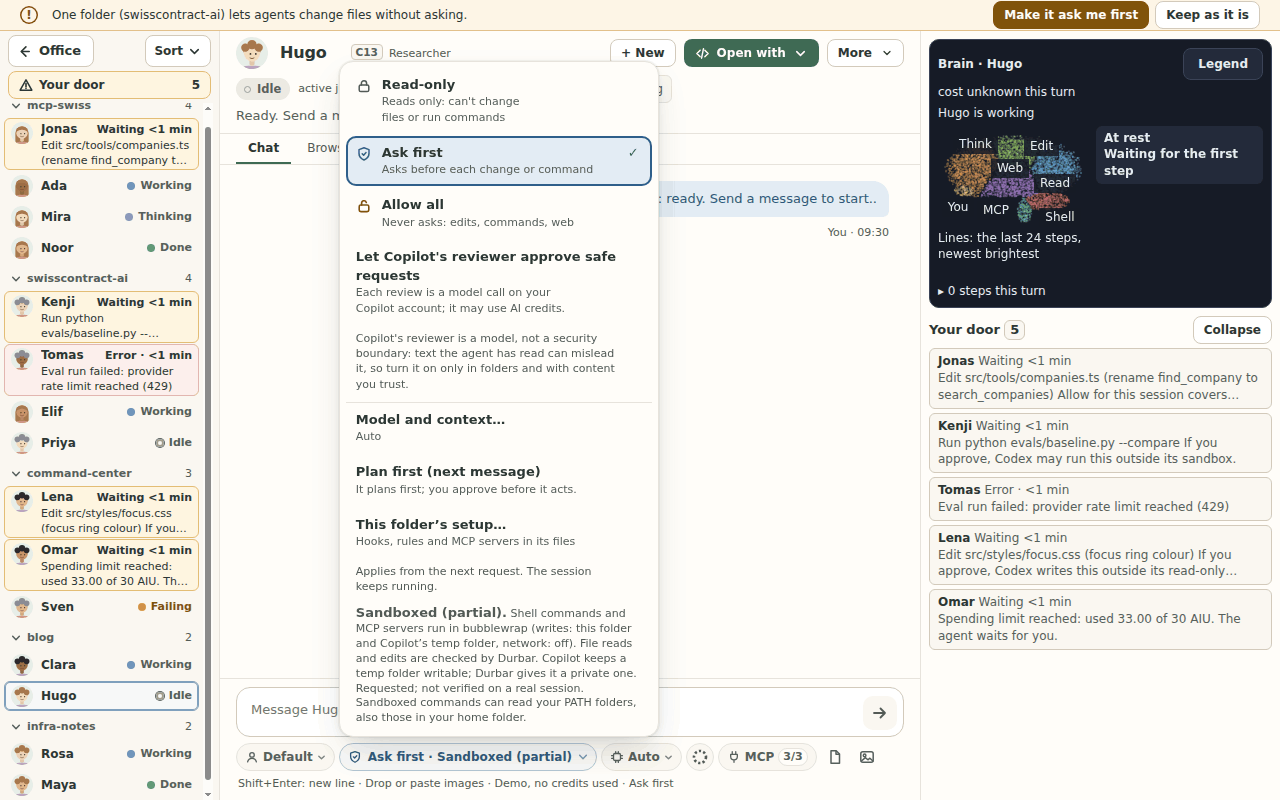 One folder (swisscontract-ai) lets agents change files without asking.
Make it ask me first
Keep as it is
Office
Sort
Your door 5
mcp-swiss 4
Jonas Waiting <1 min
Edit src/tools/companies.ts
(rename find_company t…
Ada Working
Mira Thinking
Noor Done
swisscontract-ai 4
Kenji Waiting <1 min
Run python
evals/baseline.py --…
Tomas Error · <1 min
Eval run failed: provider
rate limit reached (429)
Elif Working
Priya Idle
command-center 3
Lena Waiting <1 min
Edit src/styles/focus.css
(focus ring colour) If you…
Omar Waiting <1 min
Spending limit reached:
used 33.00 of 30 AIU. Th…
Sven Failing
blog 2
Clara Working
Hugo Idle
infra-notes 2
Rosa Working
Maya Done
Hugo C13 Researcher
+ New
Open with
More
Idle
Ready. Send a m
Chat
: ready. Send a message to start..
You · 09:30
Read-only
Reads only: can't change
files or run commands
Ask first ✓
Asks before each change or command
Allow all
Never asks: edits, commands, web
Let Copilot's reviewer approve safe
requests
Each review is a model call on your
Copilot account; it may use AI credits.
Copilot's reviewer is a model, not a security
boundary: text the agent has read can mislead
it, so turn it on only in folders and with content
you trust.
Model and context…
Auto
Plan first (next message)
It plans first; you approve before it acts.
This folder’s setup…
Hooks, rules and MCP servers in its files
Applies from the next request. The session
keeps running.
Sandboxed (partial). Shell commands and
MCP servers run in bubblewrap (writes: this folder
and Copilot’s temp folder, network: off). File reads
and edits are checked by Durbar. Copilot keeps a
temp folder writable; Durbar gives it a private one.
Requested; not verified on a real session.
Sandboxed commands can read your PATH folders,
also those in your home folder.
Message Hug
Default
Ask first · Sandboxed (partial)
Auto
MCP 3/3
Shift+Enter: new line · Drop or paste images · Demo, no credits used · Ask first
Brain · Hugo
Legend
cost unknown this turn
Hugo is working
Think
Edit
Web
Read
You
MCP
Shell
At rest
Waiting for the first
step
Lines: the last 24 steps,
newest brightest
▸ 0 steps this turn
Your door 5
Collapse
Jonas Waiting <1 min
Edit src/tools/companies.ts (rename find_company to
search_companies) Allow for this session covers…
Kenji Waiting <1 min
Run python evals/baseline.py --compare If you
approve, Codex may run this outside its sandbox.
Tomas Error · <1 min
Eval run failed: provider rate limit reached (429)
Lena Waiting <1 min
Edit src/styles/focus.css (focus ring colour) If you
approve, Codex writes this outside its read-only…
Omar Waiting <1 min
Spending limit reached: used 33.00 of 30 AIU. The
agent waits for you.